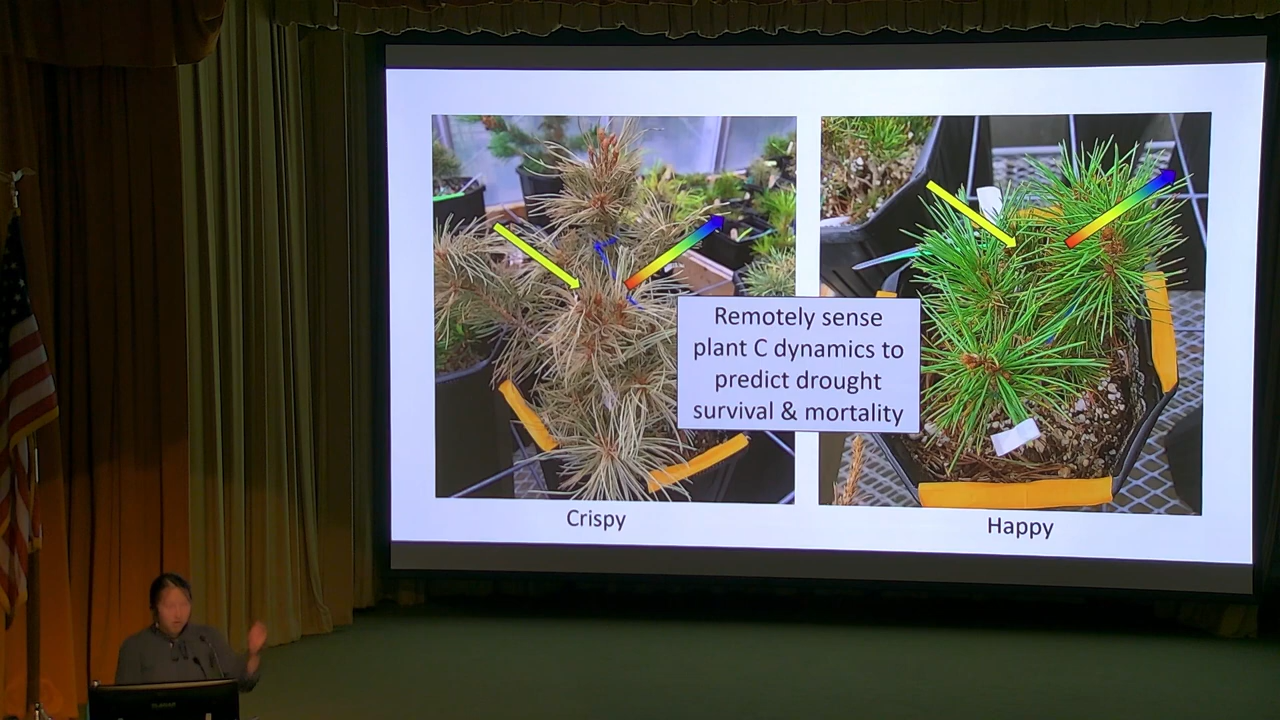 Remotely sense
plant C dynamics to
predict drought
survival & mortality
Crispy
Happy